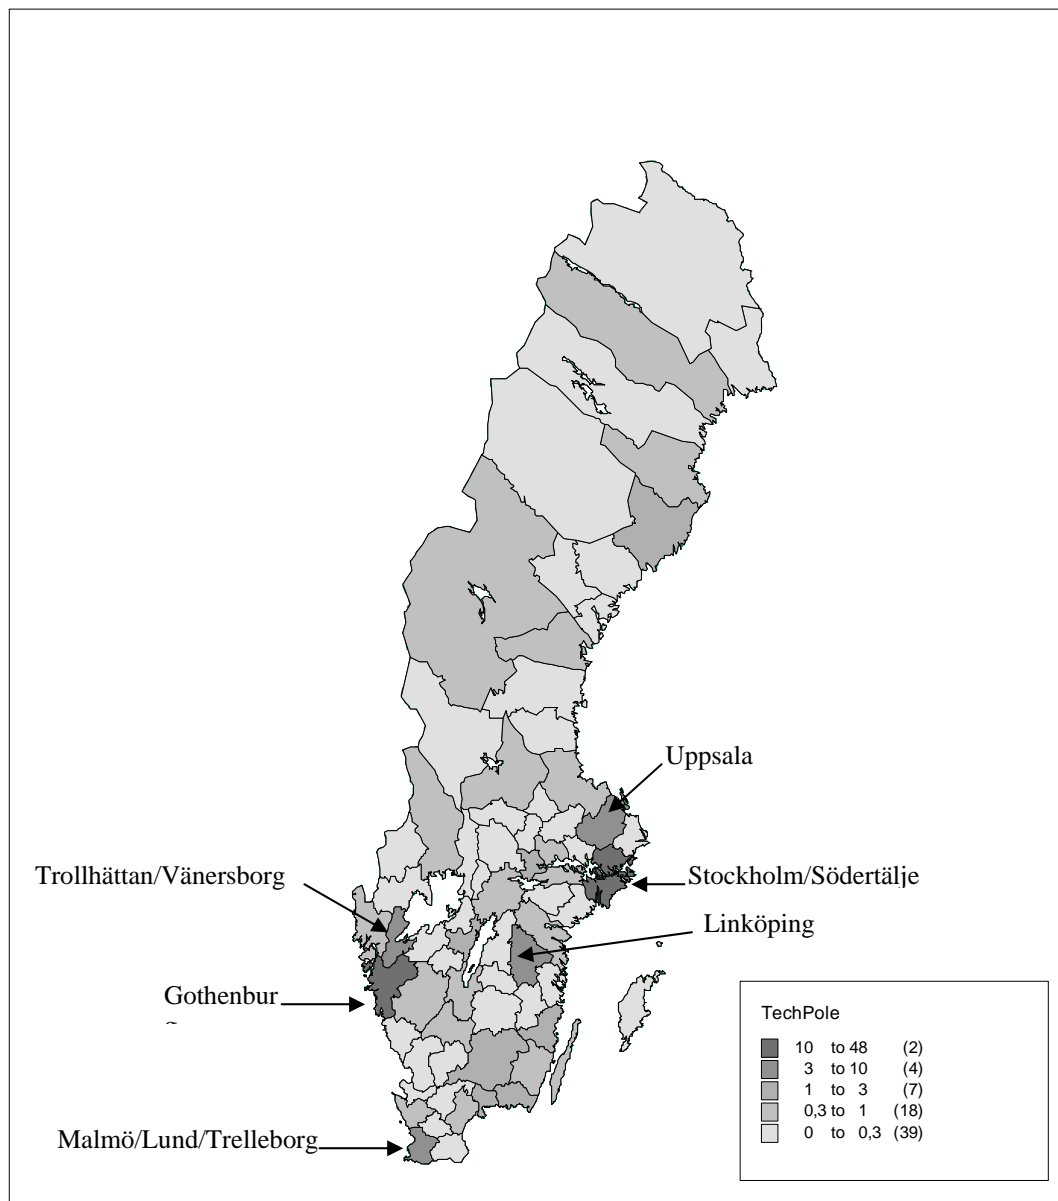 Uppsala
Trollhättan/Vänersborg
Stockholm/Södertälje
Linköping
Gothenbur
Malmö/Lund/Trelleborg
TechPole
10 to 48 (2)
3 to 10 (4)
1 to 3 (7)
0,3 to 1 (18)
0 to 0,3 (39)